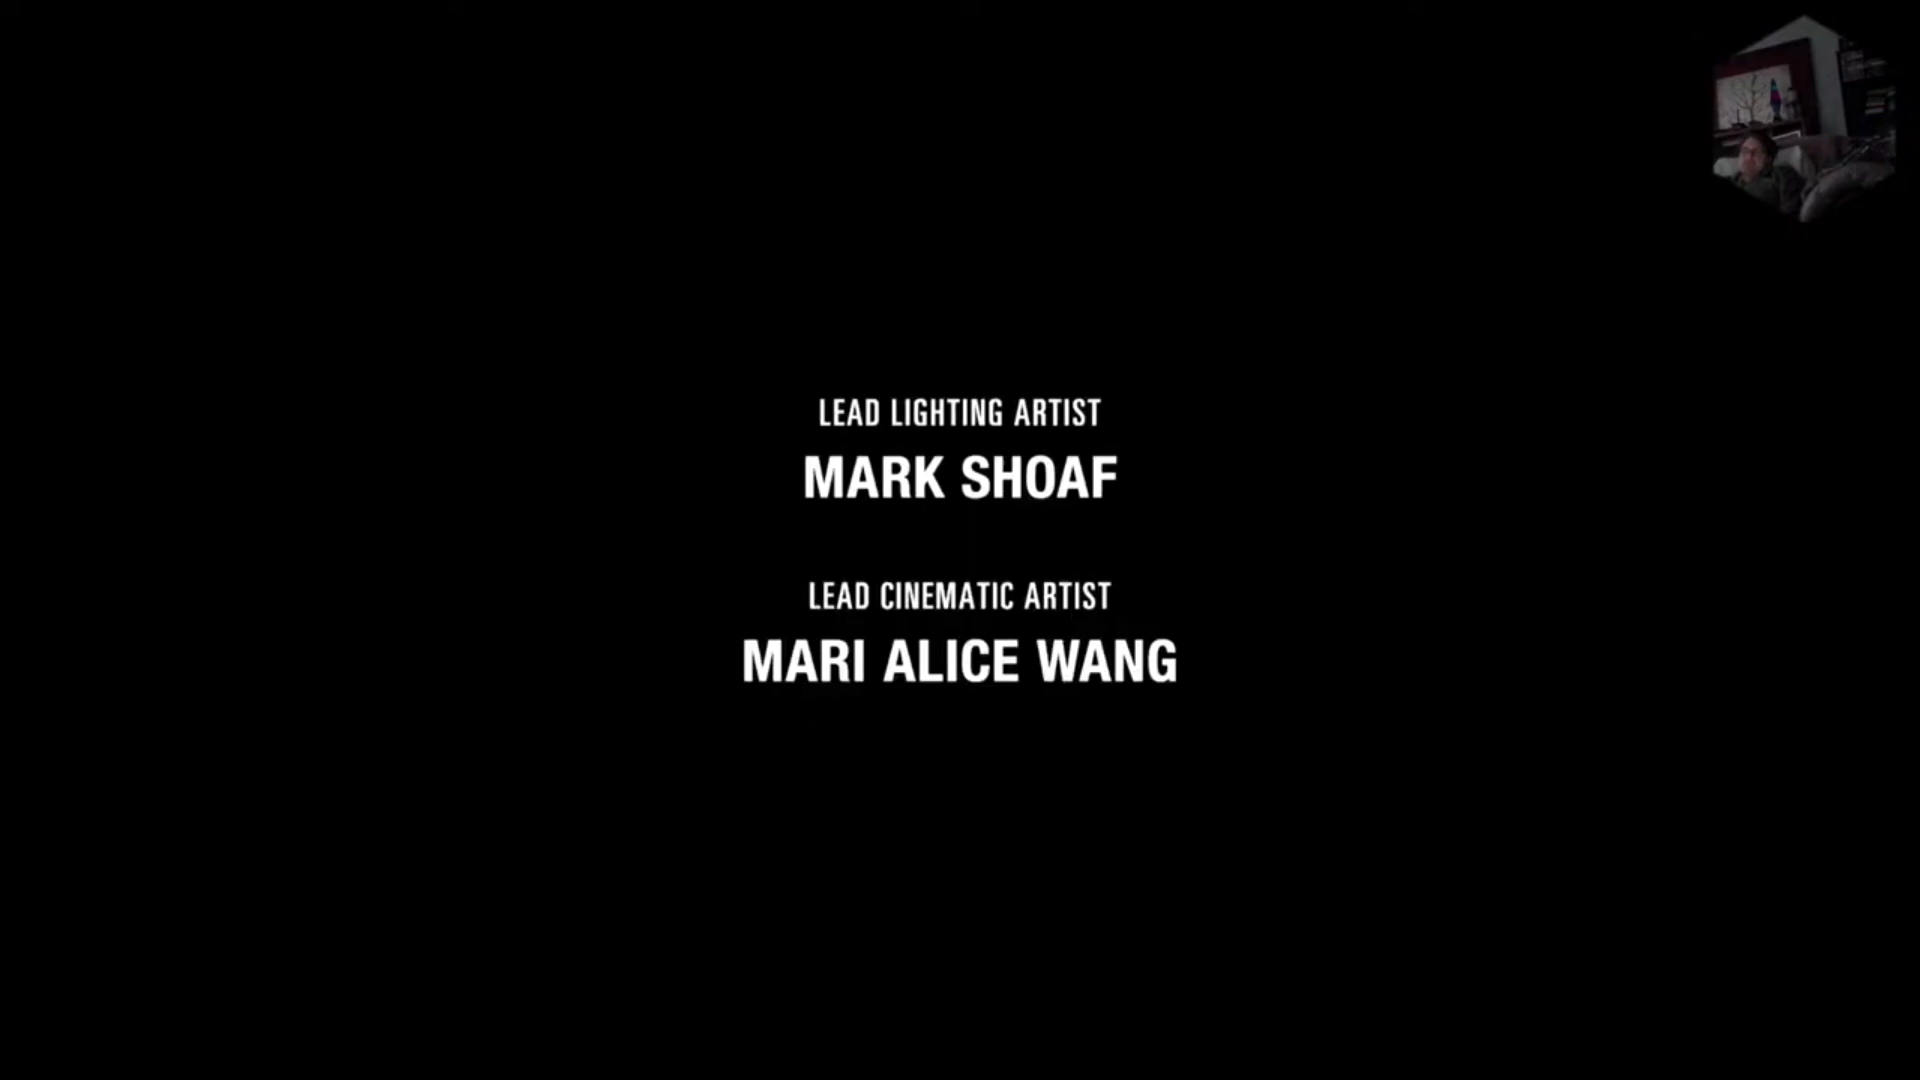 LEAD LIGHTING ARTIST
MARK SHOAF
LEAD CINEMATIC ARTIST
MARI ALICE WANG